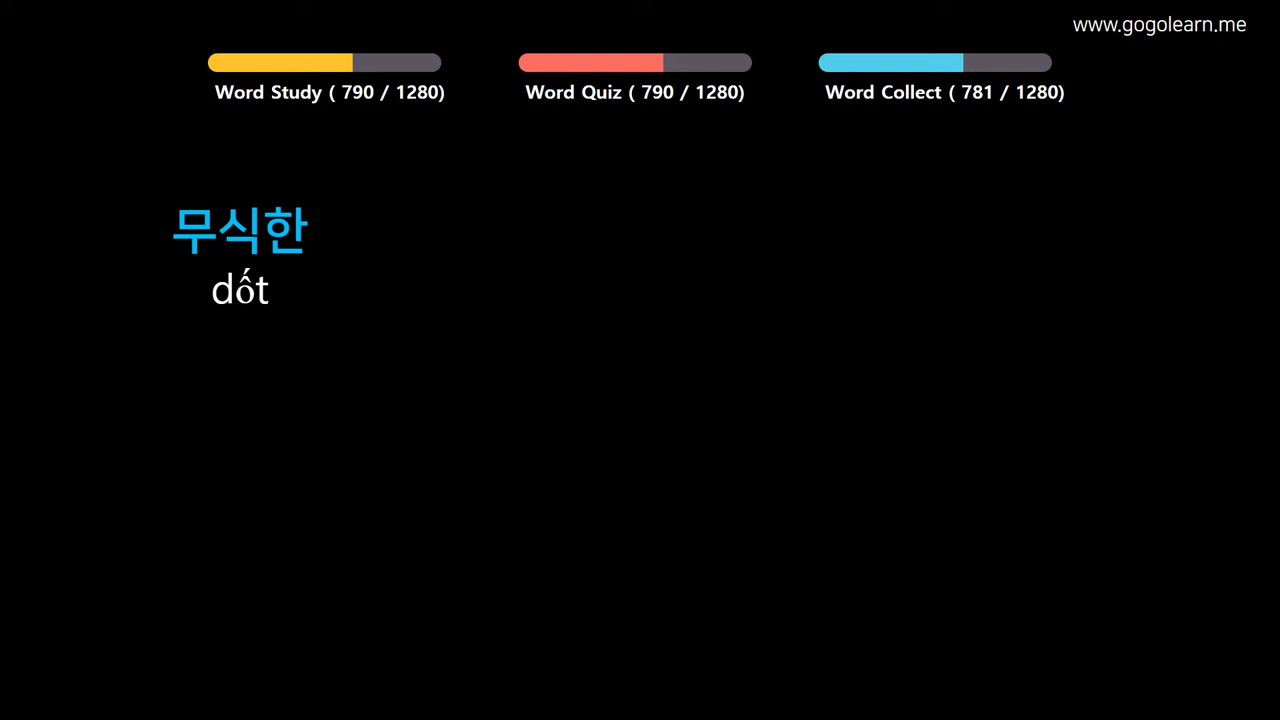 www.gogolearn.me
Word Study ( 790 / 1280)
Word Quiz ( 790 / 1280)
Word Collect ( 781 / 1280)
무식한
dốt